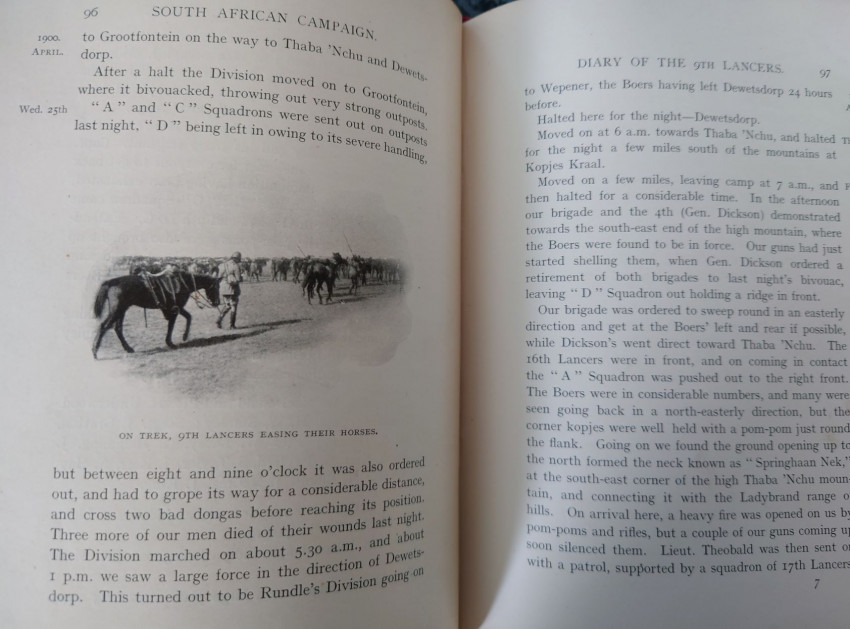 96 SOUTH AFRICAN CAMPAIGN.
1900. APRIL.
to Grootfontein on the way to Thaba 'Nchu and Dewets-
dorp.
After a halt the Division moved on to Grootfontein,
where it bivouacked, throwing out very strong outposts.
Wed. 25th
"A" and "C" Squadrons were sent out on outposts
last night, "D" being left in owing to its severe handling,
ON TREK, 9TH LANCERS EASING THEIR HORSES.
but between eight and nine o'clock it was also ordered
out, and had to grope its way for a considerable distance,
and cross two bad dongas before reaching its position.
Three more of our men died of their wounds last night.
The Division marched on about 5.30 a.m., and about
1 p.m. we saw a large force in the direction of Dewets-
dorp. This turned out to be Rundle's Division going on
DIARY OF THE 9TH LANCERS. 97
to Wepener, the Boers having left Dewetsdorp 24 hours
before.
Halted here for the night—Dewetsdorp.
Moved on at 6 a.m. towards Thaba 'Nchu, and halted
for the night a few miles south of the mountains at
Kopjes Kraal.
Moved on a few miles, leaving camp at 7 a.m., and
then halted for a considerable time. In the afternoon
our brigade and the 4th (Gen. Dickson) demonstrated
towards the south-east end of the high mountain, where
the Boers were found to be in force. Our guns had just
started shelling them, when Gen. Dickson ordered a
retirement of both brigades to last night's bivouac,
leaving "D" Squadron out holding a ridge in front.
Our brigade was ordered to sweep round in an easterly
direction and get at the Boers' left and rear if possible,
while Dickson's went direct toward Thaba 'Nchu. The
16th Lancers were in front, and on coming in contact
the "A" Squadron was pushed out to the right front.
The Boers were in considerable numbers, and many were
seen going back in a north-easterly direction, but the
corner kopjes were well held with a pom-pom just round
the flank. Going on we found the ground opening up to
the north formed the neck known as "Springhaan Nek,"
at the south-east corner of the high Thaba 'Nchu moun-
tain, and connecting it with the Ladybrand range of
hills. On arrival here, a heavy fire was opened on us by
pom-poms and rifles, but a couple of our guns coming up
soon silenced them. Lieut. Theobald was then sent on
with a patrol, supported by a squadron of 17th Lancers
7